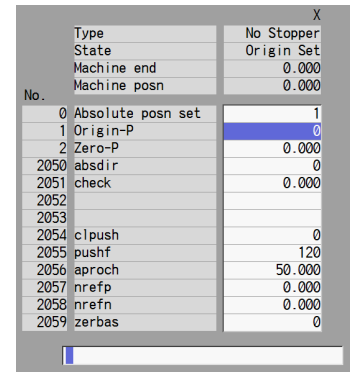 X
Type No Stopper
State Origin Set
Machine end 0.000
Machine posn 0.000
No.
0 Absolute posn set 1
1 Origin-P 0
2 Zero-P 0.000
2050 absdir 0
2051 check 0.000
2052
2053
2054 clpush 0
2055 pushf 120
2056 aproch 50.000
2057 nrefp 0.000
2058 nrefn 0.000
2059 zerbas 0